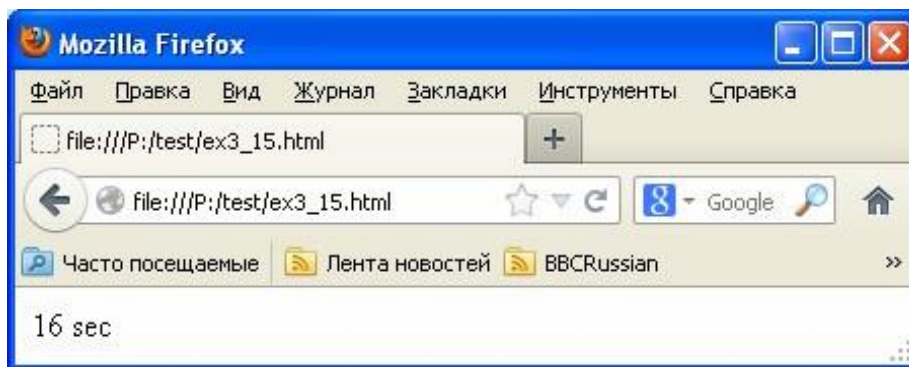 Mozilla Firefox
Файл Правка Вид Журнал Закладки Инструменты Справка
file:///P:/test/ex3_15.html
file:///P:/test/ex3_15.html 8 Google
Часто посещаемые Лента новостей BBCRussian »
16 sec